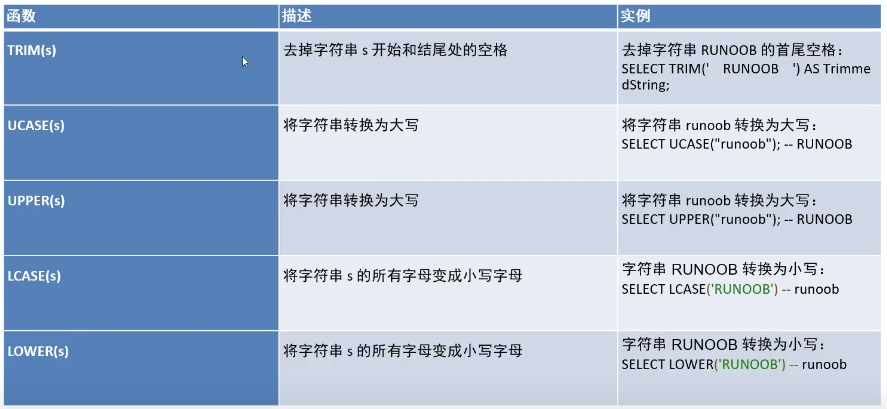 函数 描述 实例
TRIM(s) 去掉字符串 s 开始和结尾处的空格 去掉字符串 RUNOOB 的首尾空格：
SELECT TRIM('    RUNOOB    ') AS Trimme
dString;
UCASE(s) 将字符串转换为大写 将字符串 runoob 转换为大写：
SELECT UCASE("runoob"); -- RUNOOB
UPPER(s) 将字符串转换为大写 将字符串 runoob 转换为大写：
SELECT UPPER("runoob"); -- RUNOOB
LCASE(s) 将字符串 s 的所有字母变成小写字母 字符串 RUNOOB 转换为小写：
SELECT LCASE('RUNOOB') -- runoob
LOWER(s) 将字符串 s 的所有字母变成小写字母 字符串 RUNOOB 转换为小写：
SELECT LOWER('RUNOOB') -- runoob